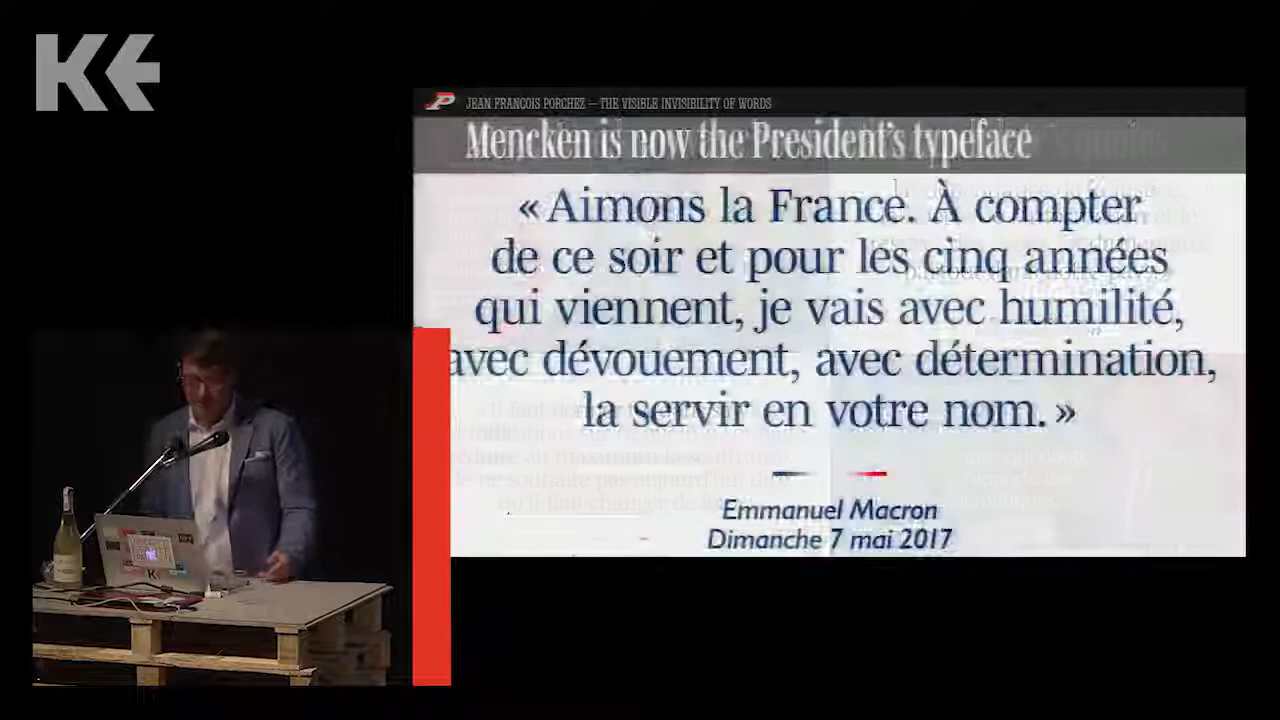 KE
JEAN FRANÇOIS PORCHEZ — THE VISIBLE INVISIBILITY OF WORDS
Mencken is now the President's typeface
« Aimons la France. À compter
de ce soir et pour les cinq années
qui viennent, je vais avec humilité,
avec dévouement, avec détermination,
la servir en votre nom. »
Emmanuel Macron
Dimanche 7 mai 2017